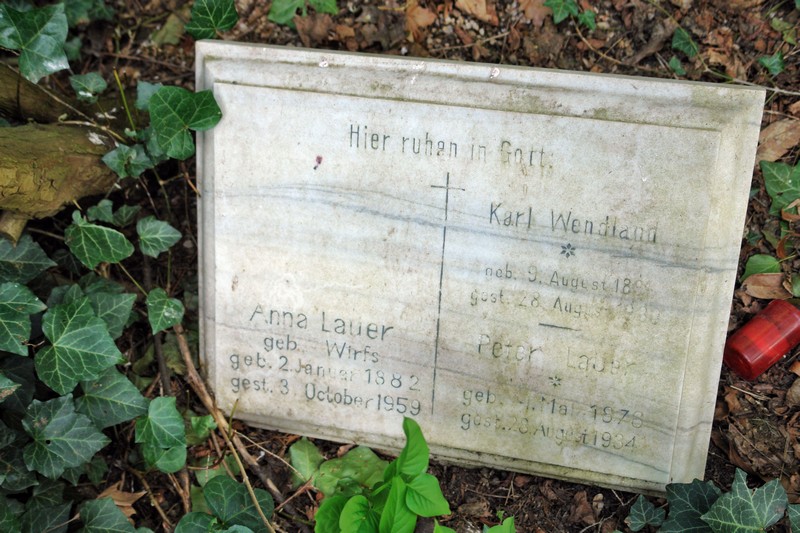 Hier ruhen in Gott:
Karl Wendland
geb. 9. August
gest. 28. August
Peter Lauer
geb. Mai
gest. August 1934
Anna Lauer
geb. Wirfs
geb. 2. Januar 1882
gest. 3. October 1959